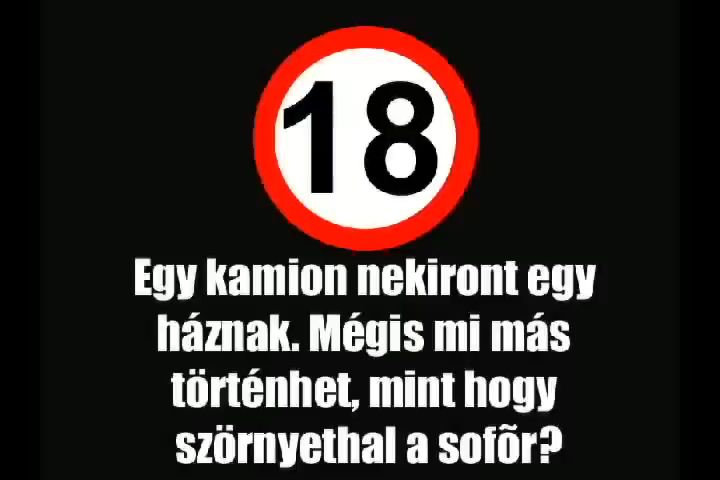 18
Egy kamion nekiront egy
háznak. Mégis mi más
történhet, mint hogy
szörnyethal a sofõr?